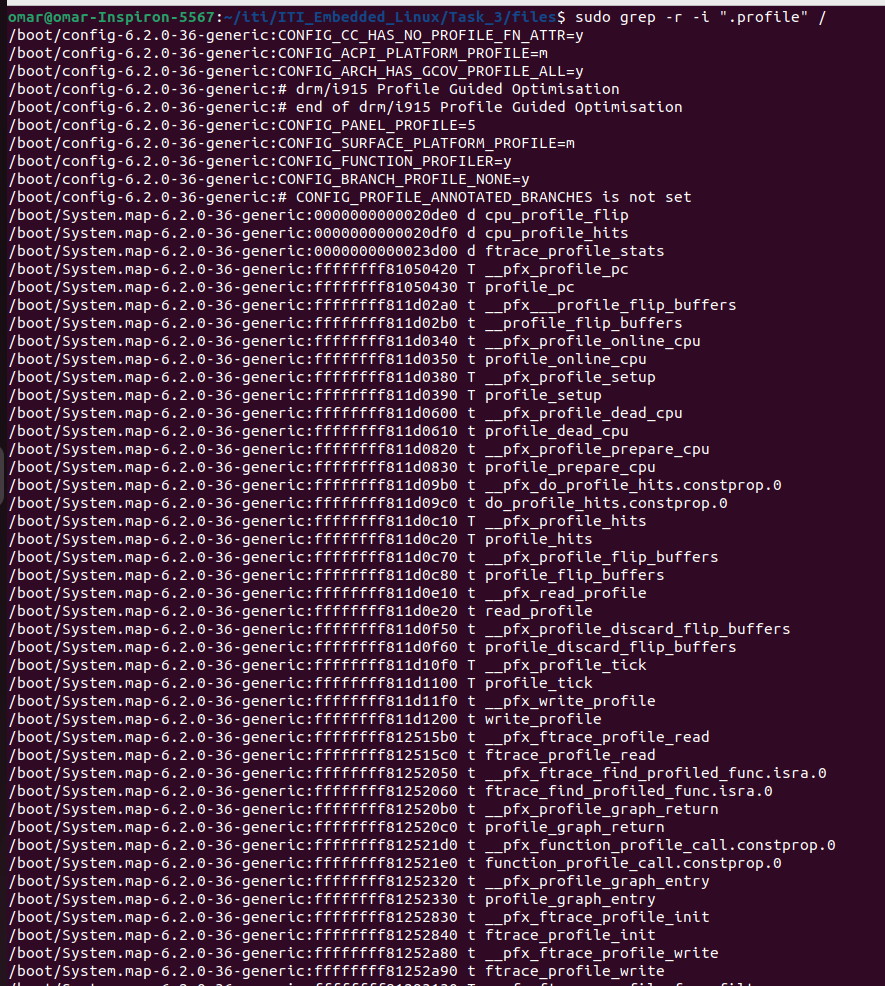 omar@omar-Inspiron-5567:~/iti/ITI_Embedded_Linux/Task_3/files$ sudo grep -r -i ".profile" /
/boot/config-6.2.0-36-generic:CONFIG_CC_HAS_NO_PROFILE_FN_ATTR=y
/boot/config-6.2.0-36-generic:CONFIG_ACPI_PLATFORM_PROFILE=m
/boot/config-6.2.0-36-generic:CONFIG_ARCH_HAS_GCOV_PROFILE_ALL=y
/boot/config-6.2.0-36-generic:# drm/i915 Profile Guided Optimisation
/boot/config-6.2.0-36-generic:# end of drm/i915 Profile Guided Optimisation
/boot/config-6.2.0-36-generic:CONFIG_PANEL_PROFILE=5
/boot/config-6.2.0-36-generic:CONFIG_SURFACE_PLATFORM_PROFILE=m
/boot/config-6.2.0-36-generic:CONFIG_FUNCTION_PROFILER=y
/boot/config-6.2.0-36-generic:CONFIG_BRANCH_PROFILE_NONE=y
/boot/config-6.2.0-36-generic:# CONFIG_PROFILE_ANNOTATED_BRANCHES is not set
/boot/System.map-6.2.0-36-generic:0000000000020de0 d cpu_profile_flip
/boot/System.map-6.2.0-36-generic:0000000000020df0 d cpu_profile_hits
/boot/System.map-6.2.0-36-generic:0000000000023d00 d ftrace_profile_stats
/boot/System.map-6.2.0-36-generic:ffffffff81050420 T __pfx_profile_pc
/boot/System.map-6.2.0-36-generic:ffffffff81050430 T profile_pc
/boot/System.map-6.2.0-36-generic:ffffffff811d02a0 t __pfx___profile_flip_buffers
/boot/System.map-6.2.0-36-generic:ffffffff811d02b0 t __profile_flip_buffers
/boot/System.map-6.2.0-36-generic:ffffffff811d0340 t __pfx_profile_online_cpu
/boot/System.map-6.2.0-36-generic:ffffffff811d0350 t profile_online_cpu
/boot/System.map-6.2.0-36-generic:ffffffff811d0380 T __pfx_profile_setup
/boot/System.map-6.2.0-36-generic:ffffffff811d0390 T profile_setup
/boot/System.map-6.2.0-36-generic:ffffffff811d0600 t __pfx_profile_dead_cpu
/boot/System.map-6.2.0-36-generic:ffffffff811d0610 t profile_dead_cpu
/boot/System.map-6.2.0-36-generic:ffffffff811d0820 t __pfx_profile_prepare_cpu
/boot/System.map-6.2.0-36-generic:ffffffff811d0830 t profile_prepare_cpu
/boot/System.map-6.2.0-36-generic:ffffffff811d09b0 t __pfx_do_profile_hits.constprop.0
/boot/System.map-6.2.0-36-generic:ffffffff811d09c0 t do_profile_hits.constprop.0
/boot/System.map-6.2.0-36-generic:ffffffff811d0c10 T __pfx_profile_hits
/boot/System.map-6.2.0-36-generic:ffffffff811d0c20 T profile_hits
/boot/System.map-6.2.0-36-generic:ffffffff811d0c70 t __pfx_profile_flip_buffers
/boot/System.map-6.2.0-36-generic:ffffffff811d0c80 t profile_flip_buffers
/boot/System.map-6.2.0-36-generic:ffffffff811d0e10 t __pfx_read_profile
/boot/System.map-6.2.0-36-generic:ffffffff811d0e20 t read_profile
/boot/System.map-6.2.0-36-generic:ffffffff811d0f50 t __pfx_profile_discard_flip_buffers
/boot/System.map-6.2.0-36-generic:ffffffff811d0f60 t profile_discard_flip_buffers
/boot/System.map-6.2.0-36-generic:ffffffff811d10f0 T __pfx_profile_tick
/boot/System.map-6.2.0-36-generic:ffffffff811d1100 T profile_tick
/boot/System.map-6.2.0-36-generic:ffffffff811d11f0 t __pfx_write_profile
/boot/System.map-6.2.0-36-generic:ffffffff811d1200 t write_profile
/boot/System.map-6.2.0-36-generic:ffffffff812515b0 t __pfx_ftrace_profile_read
/boot/System.map-6.2.0-36-generic:ffffffff812515c0 t ftrace_profile_read
/boot/System.map-6.2.0-36-generic:ffffffff81252050 t __pfx_ftrace_find_profiled_func.isra.0
/boot/System.map-6.2.0-36-generic:ffffffff81252060 t ftrace_find_profiled_func.isra.0
/boot/System.map-6.2.0-36-generic:ffffffff812520b0 t __pfx_profile_graph_return
/boot/System.map-6.2.0-36-generic:ffffffff812520c0 t profile_graph_return
/boot/System.map-6.2.0-36-generic:ffffffff812521d0 t __pfx_function_profile_call.constprop.0
/boot/System.map-6.2.0-36-generic:ffffffff812521e0 t function_profile_call.constprop.0
/boot/System.map-6.2.0-36-generic:ffffffff81252320 t __pfx_profile_graph_entry
/boot/System.map-6.2.0-36-generic:ffffffff81252330 t profile_graph_entry
/boot/System.map-6.2.0-36-generic:ffffffff81252830 t __pfx_ftrace_profile_init
/boot/System.map-6.2.0-36-generic:ffffffff81252840 t ftrace_profile_init
/boot/System.map-6.2.0-36-generic:ffffffff81252a80 t __pfx_ftrace_profile_write
/boot/System.map-6.2.0-36-generic:ffffffff81252a90 t ftrace_profile_write